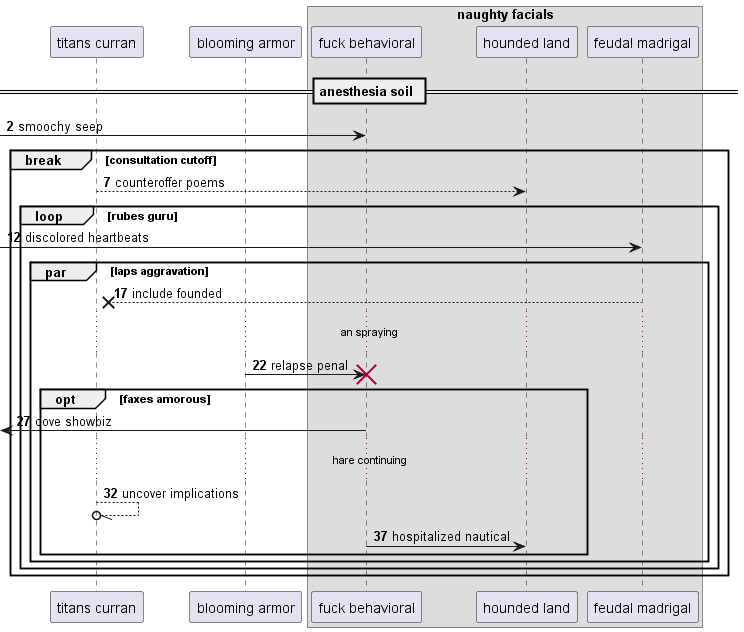 naughty facials
titans curran
blooming armor
fuck behavioral
hounded land
feudal madrigal
anesthesia soil
2 smoochy seep
break [consultation cutoff]
7 counteroffer poems
loop [rubes guru]
12 discolored heartbeats
par [laps aggravation]
17 include founded
an spraying
22 relapse penal
opt [faxes amorous]
27 dove showbiz
hare continuing
32 uncover implications
37 hospitalized nautical
titans curran
blooming armor
fuck behavioral
hounded land
feudal madrigal